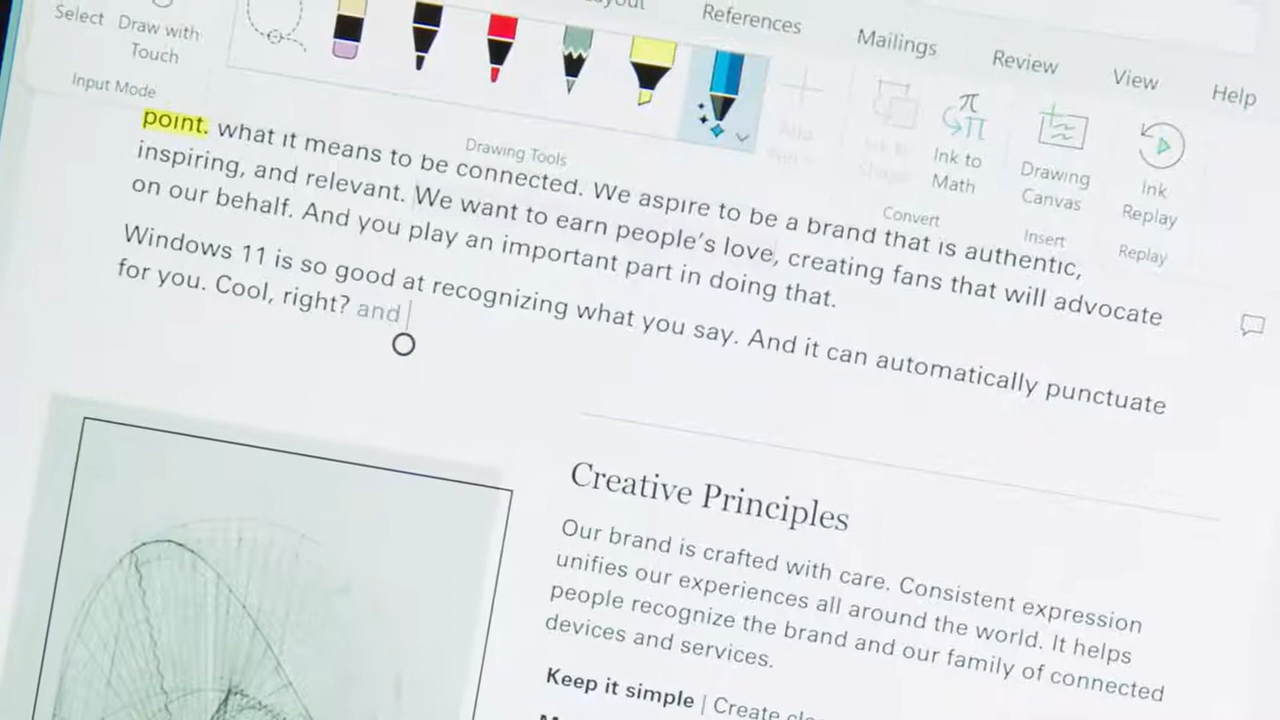 References
Mailings
Review
View
Help
Select
Draw with
Touch
Input Mode
Drawing Tools
Ink to
Math
Convert
Drawing
Canvas
Insert
Ink
Replay
Replay
point. what it means to be connected. We aspire to be a brand that is authentic,
inspiring, and relevant. We want to earn people's love, creating fans that will advocate
on our behalf. And you play an important part in doing that.
Windows 11 is so good at recognizing what you say. And it can automatically punctuate
for you. Cool, right? and
Creative Principles
Our brand is crafted with care. Consistent expression
unifies our experiences all around the world. It helps
people recognize the brand and our family of connected
devices and services.
Keep it simple | Create